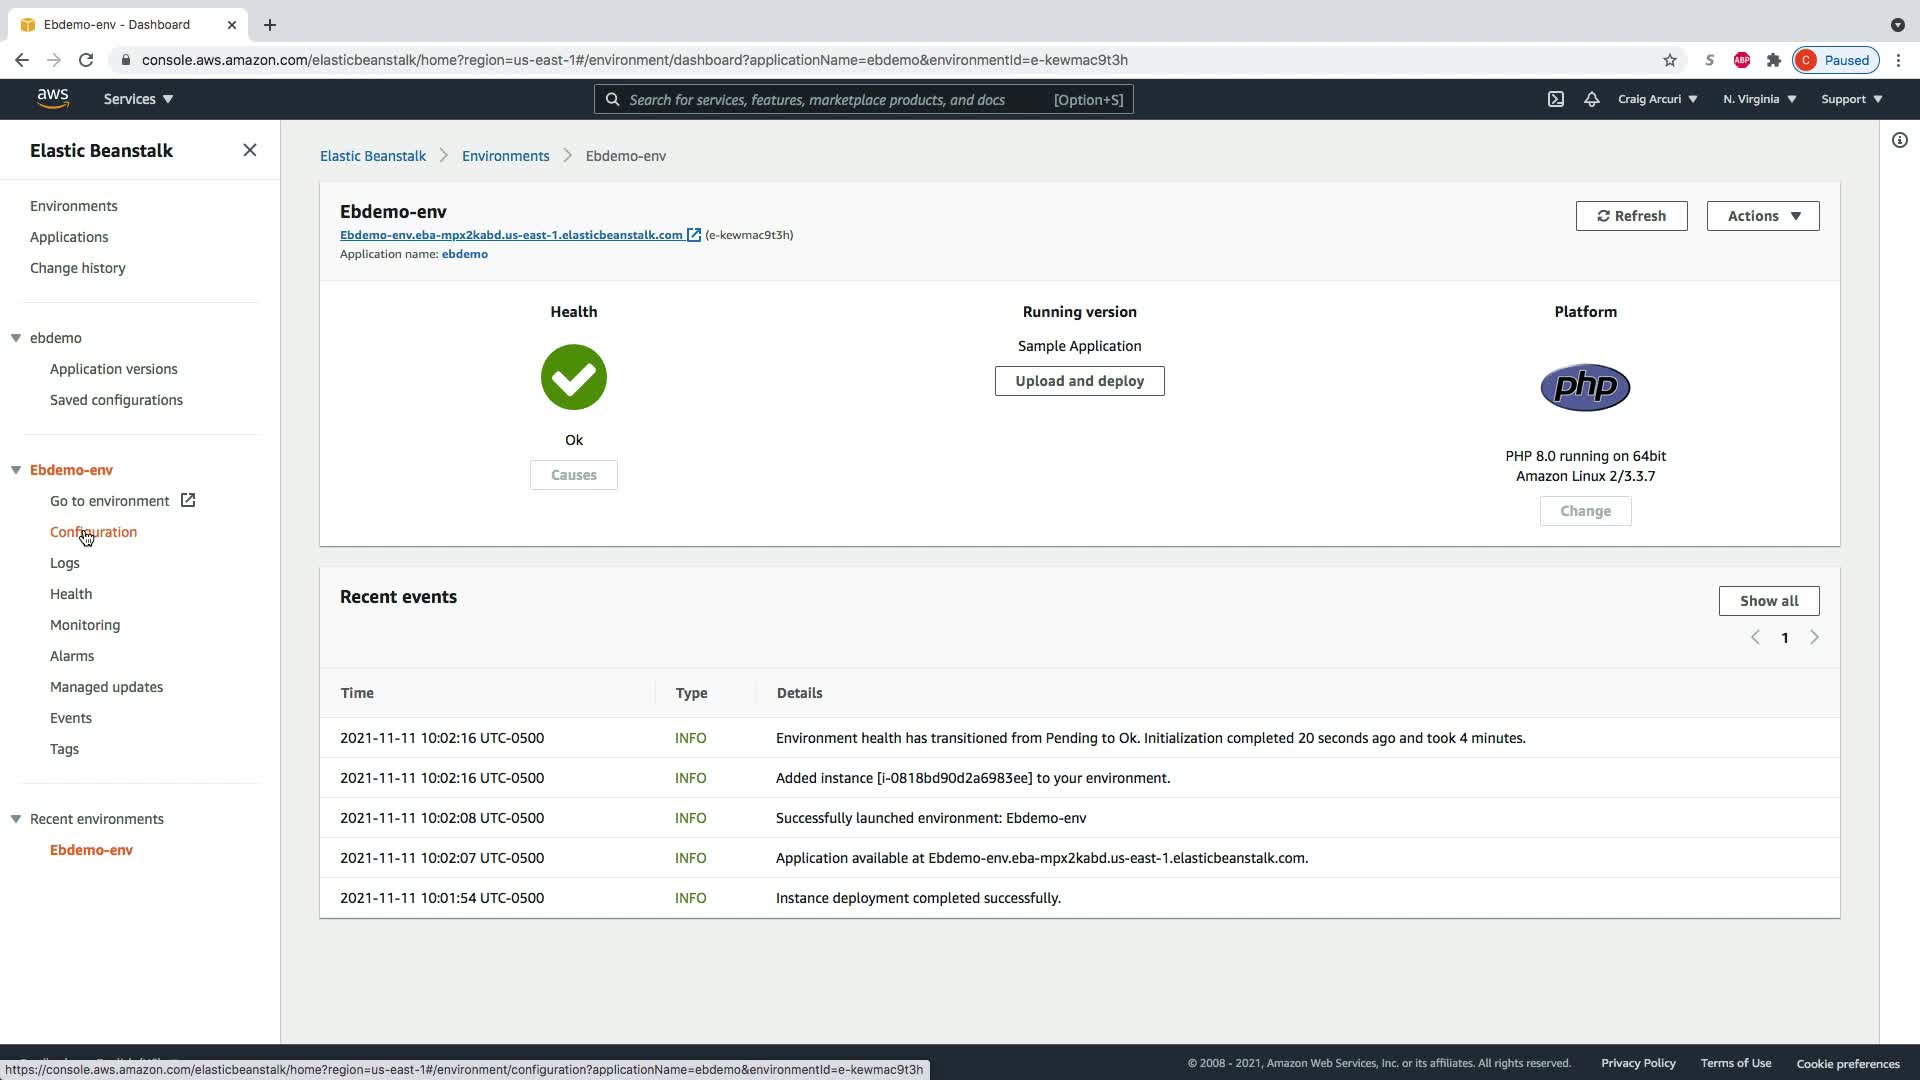 Ebdemo-env - Dashboard
console.aws.amazon.com/elasticbeanstalk/home?region=us-east-1#/environment/dashboard?applicationName=ebdemo&environmentId=e-kewmac9t3h
S
ABP
C
Paused
aws
Services
Search for services, features, marketplace products, and docs
[Option+S]
Craig Arcuri
N. Virginia
Support
Elastic Beanstalk
Environments
Applications
Change history
ebdemo
Application versions
Saved configurations
Ebdemo-env
Go to environment
Configuration
Logs
Health
Monitoring
Alarms
Managed updates
Events
Tags
Recent environments
Ebdemo-env
Elastic Beanstalk
Environments
Ebdemo-env
Ebdemo-env
Ebdemo-env.eba-mpx2kabd.us-east-1.elasticbeanstalk.com (e-kewmac9t3h)
Application name: ebdemo
Refresh
Actions
Health
Ok
Causes
Running version
Sample Application
Upload and deploy
Platform
php
PHP 8.0 running on 64bit
Amazon Linux 2/3.3.7
Change
Recent events
Show all
1
Time Type Details
2021-11-11 10:02:16 UTC-0500 INFO Environment health has transitioned from Pending to Ok. Initialization completed 20 seconds ago and took 4 minutes.
2021-11-11 10:02:16 UTC-0500 INFO Added instance [i-0818bd90d2a6983ee] to your environment.
2021-11-11 10:02:08 UTC-0500 INFO Successfully launched environment: Ebdemo-env
2021-11-11 10:02:07 UTC-0500 INFO Application available at Ebdemo-env.eba-mpx2kabd.us-east-1.elasticbeanstalk.com.
2021-11-11 10:01:54 UTC-0500 INFO Instance deployment completed successfully.
© 2008 - 2021, Amazon Web Services, Inc. or its affiliates. All rights reserved.
Privacy Policy
Terms of Use
Cookie preferences
https://console.aws.amazon.com/elasticbeanstalk/home?region=us-east-1#/environment/configuration?applicationName=ebdemo&environmentId=e-kewmac9t3h